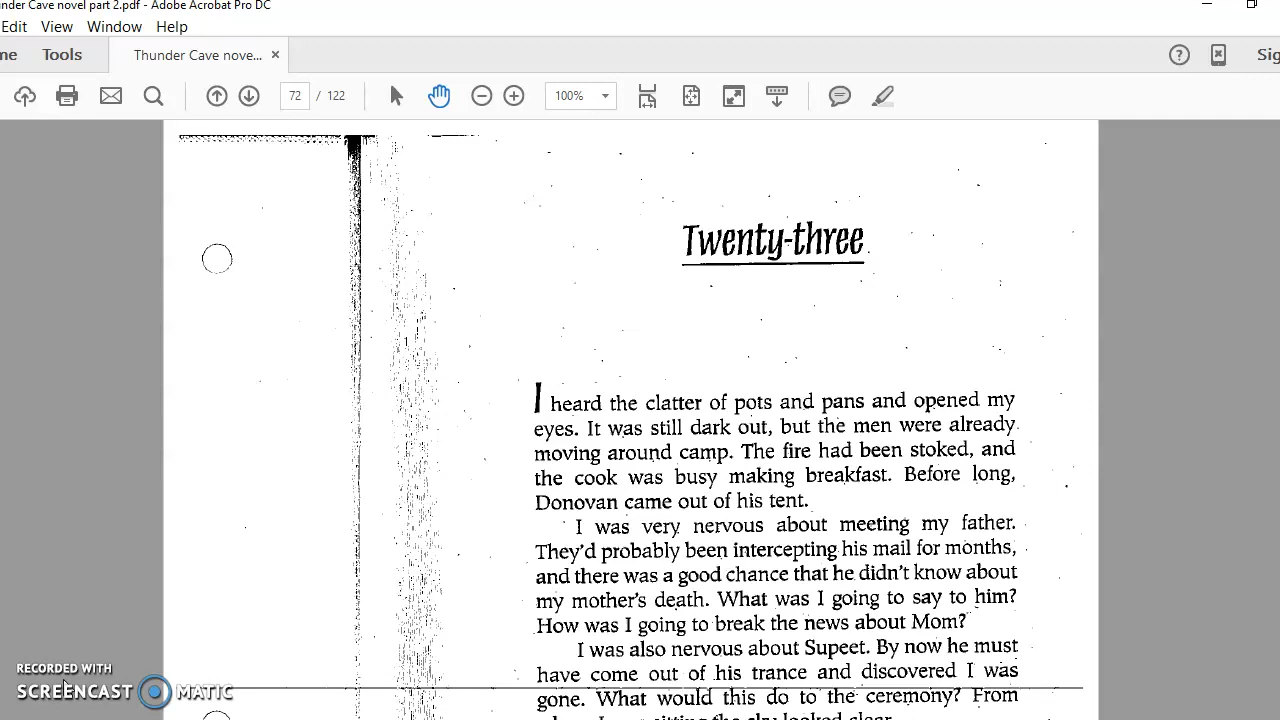 under Cave novel part 2.pdf - Adobe Acrobat Pro DC
Edit View Window Help
me Tools Thunder Cave nove... × Sig
72 / 122 100%
Twenty-three
I heard the clatter of pots and pans and opened my
eyes. It was still dark out, but the men were already
moving around camp. The fire had been stoked, and
the cook was busy making breakfast. Before long,
Donovan came out of his tent.
I was very nervous about meeting my father.
They'd probably been intercepting his mail for months,
and there was a good chance that he didn't know about
my mother's death. What was I going to say to him?
How was I going to break the news about Mom?
I was also nervous about Supeet. By now he must
have come out of his trance and discovered I was
gone. What would this do to the ceremony? From
the sky looked clear.
RECORDED WITH
SCREENCAST MATIC